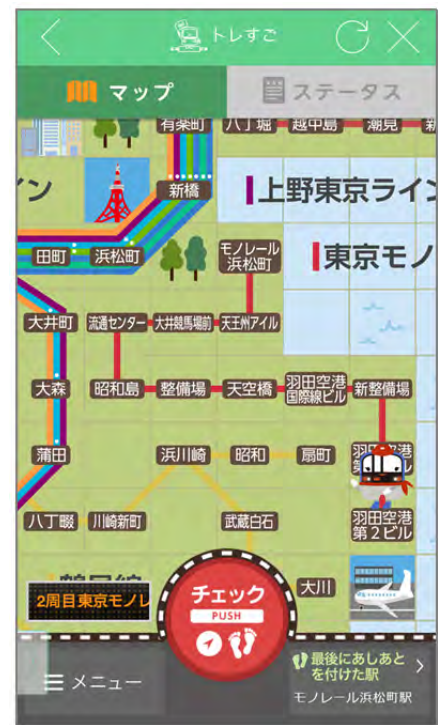 トレすご
マップ
ステータス
有楽町
八丁堀
越中島
潮見
新橋
上野東京ライン
イン
田町
浜松町
モノレール
浜松町
東京モノ
大井町
流通センター
大井競馬場前
天王州アイル
大森
昭和島
整備場
天空橋
羽田空港
国際線ビル
新整備場
蒲田
浜川崎
昭和
扇町
八丁畷
川崎新町
武蔵白石
羽田空港
第2ビル
大川
2周目東京モノレ
チェック
PUSH
メニュー
最後にあしあと
を付けた駅
モノレール浜松町駅